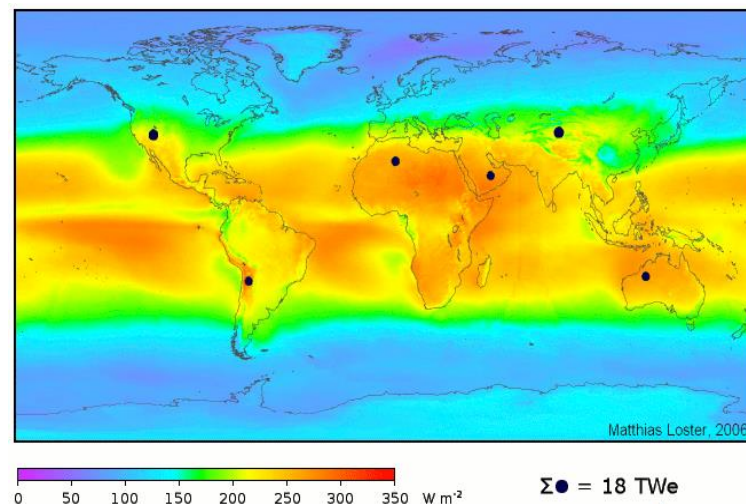 Matthias Loster, 2006
0 50 100 150 200 250 300 350 W m⁻²
Σ● = 18 TWe